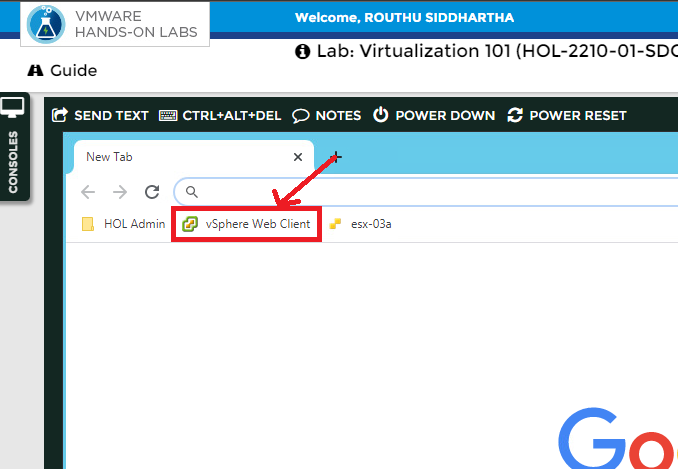 VMWARE
HANDS-ON LABS
Welcome, ROUTHU SIDDHARTHA
Lab: Virtualization 101 (HOL-2210-01-SDC
Guide
CONSOLES
SEND TEXT CTRL+ALT+DEL NOTES POWER DOWN POWER RESET
New Tab
HOL Admin vSphere Web Client esx-03a
Goo